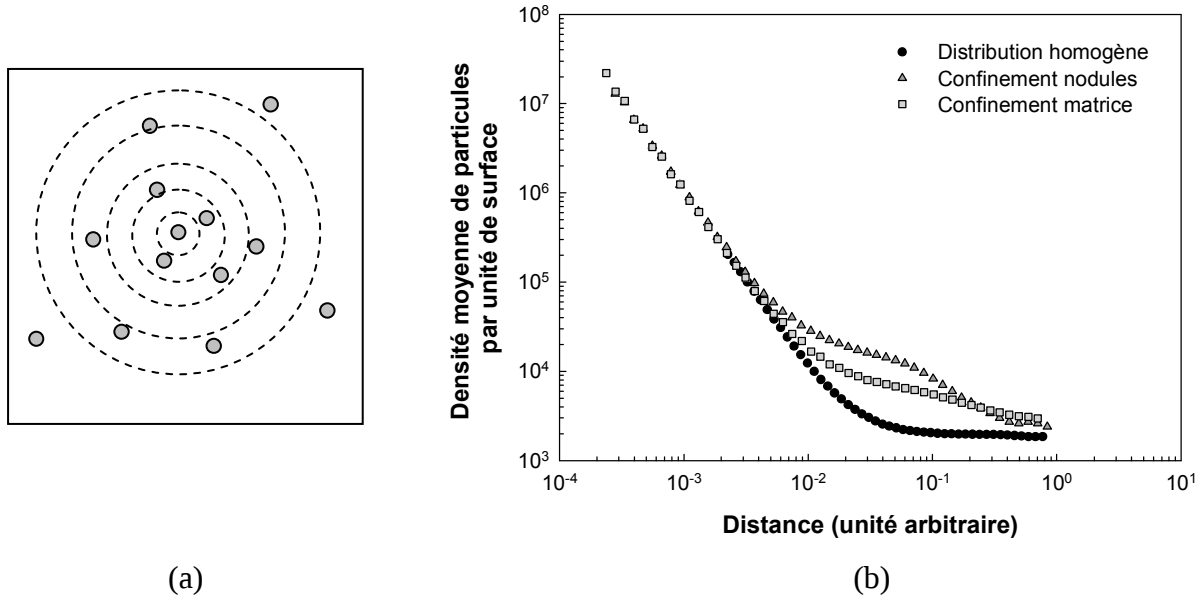 10⁸
10⁷
10⁶
10⁵
10⁴
10³
Densité moyenne de particules
par unité de surface
Distribution homogène
Confinement nodules
Confinement matrice
10⁻⁴ 10⁻³ 10⁻² 10⁻¹ 10⁰ 10¹
Distance (unité arbitraire)
(a)
(b)